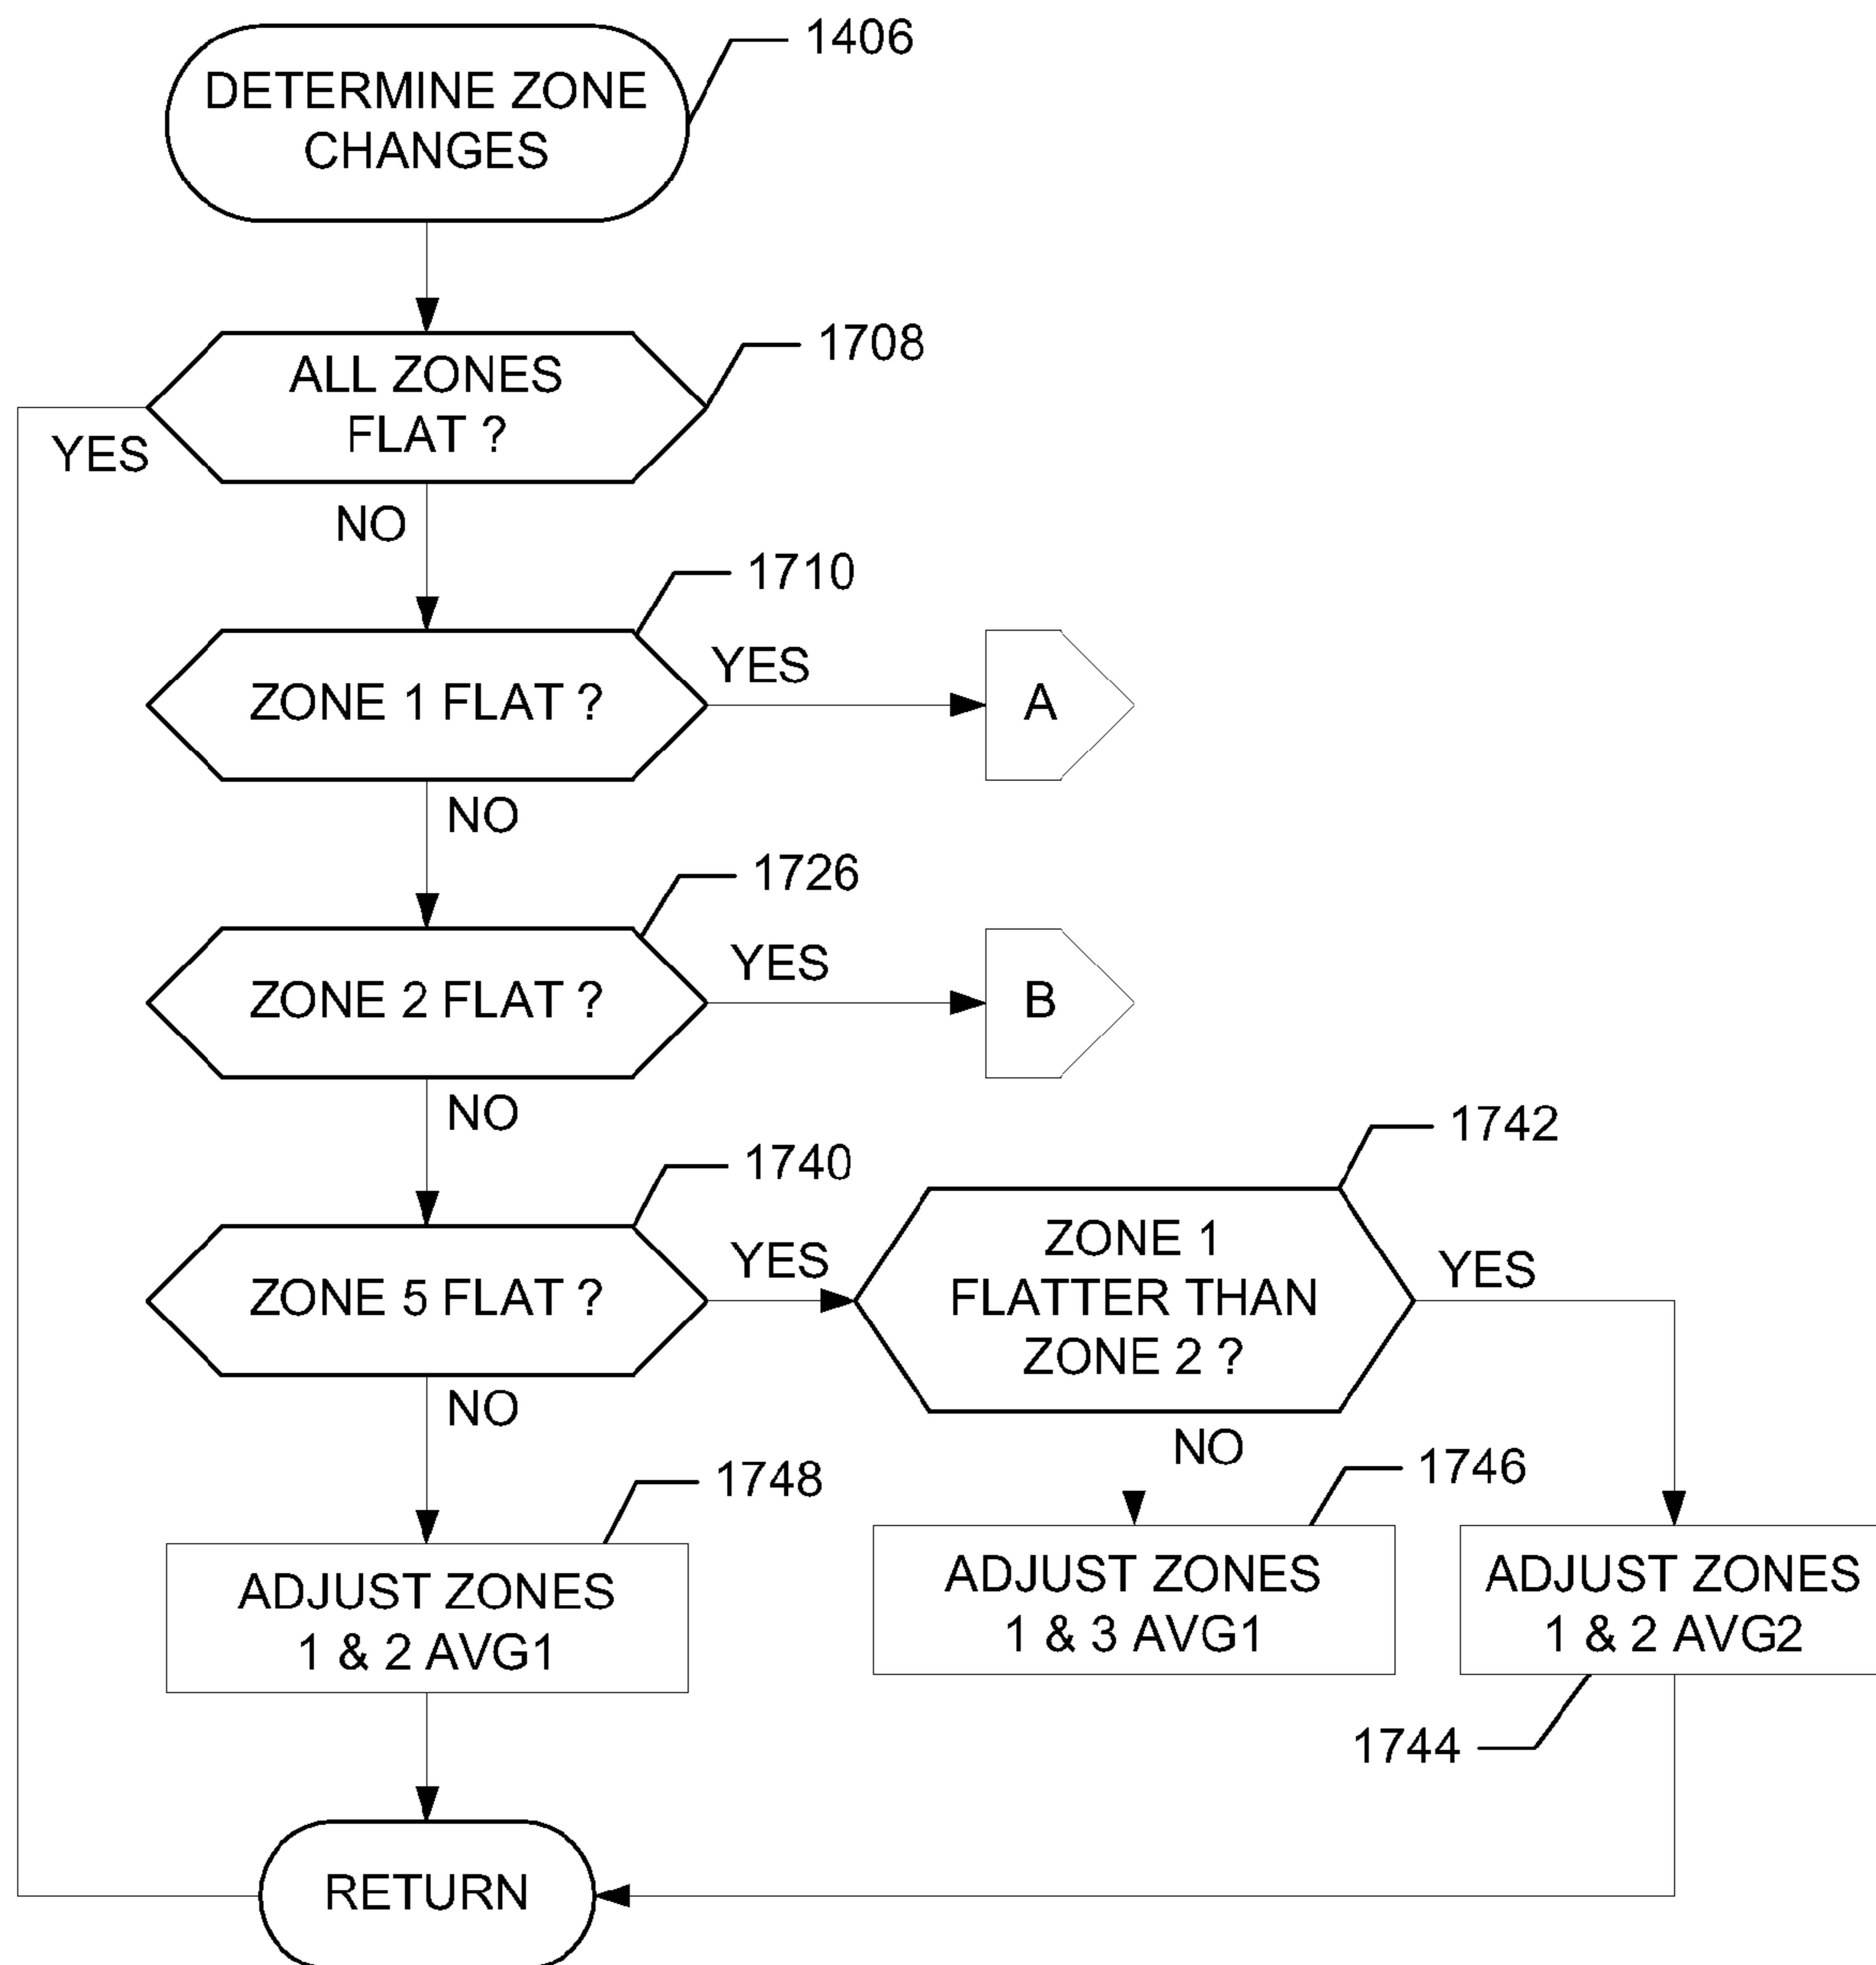 1406
DETERMINE ZONE
CHANGES
1708
ALL ZONES
FLAT ?
YES
NO
1710
ZONE 1 FLAT ?
YES
A
NO
1726
ZONE 2 FLAT ?
YES
B
NO
1740
ZONE 5 FLAT ?
YES
1742
ZONE 1
FLATTER THAN
ZONE 2 ?
YES
NO
NO
1748
ADJUST ZONES
1 & 2 AVG1
1746
ADJUST ZONES
1 & 3 AVG1
ADJUST ZONES
1 & 2 AVG2
1744
RETURN